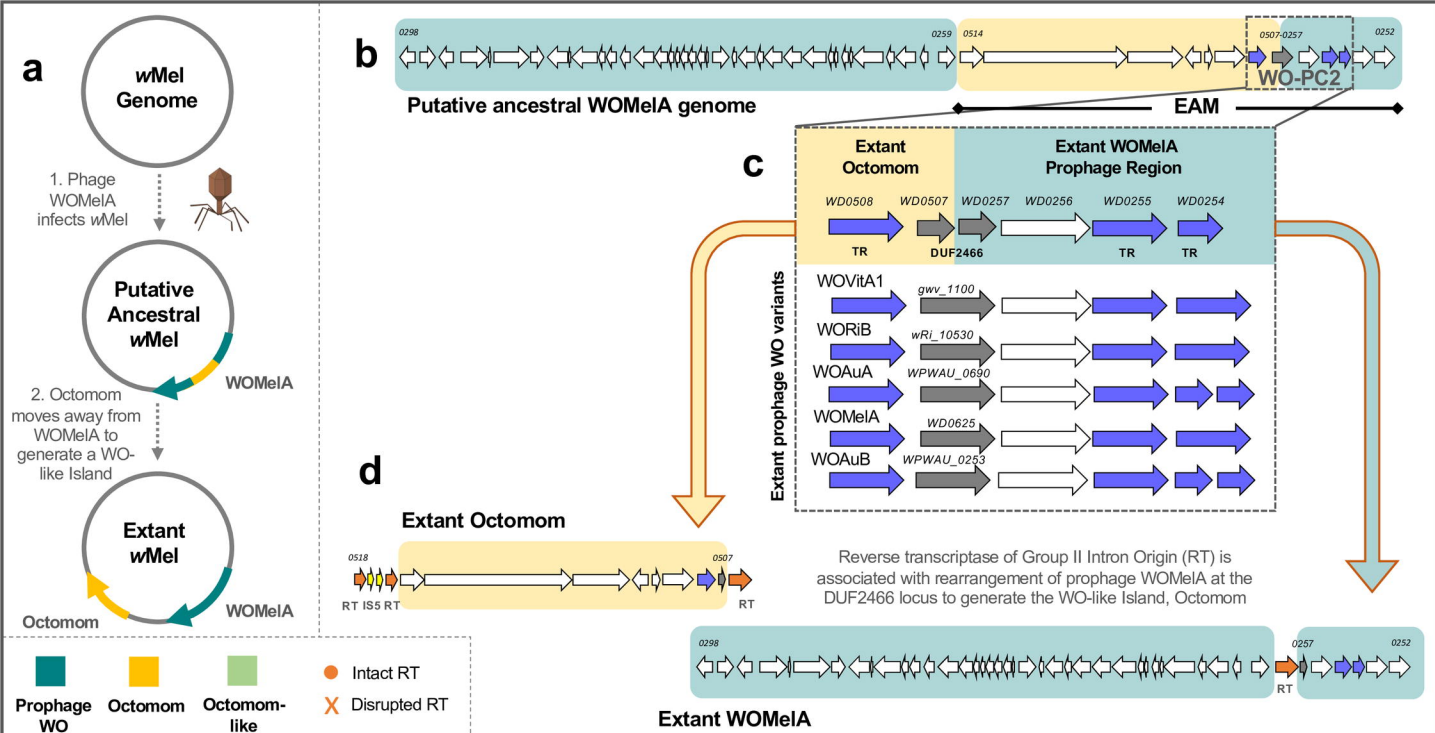 a
wMel
Genome
1. Phage
WOMelA
infects wMel
Putative
Ancestral
wMel
WOMelA
2. Octomom
moves away from
WOMelA to
generate a WO-
like Island
Extant
wMel
Octomom
WOMelA
Prophage
WO
Octomom
Octomom-
like
Intact RT
X Disrupted RT
b
0298
0259
0514
0507-0257
0252
WO-PC2
Putative ancestral WOMelA genome
EAM
c
Extant
Octomom
Extant WOMelA
Prophage Region
WD0508
WD0507
WD0257
WD0256
WD0255
WD0254
TR
DUF2466
TR
TR
Extant prophage WO variants
WOVitA1
gwv_1100
WORiB
wRi_10530
WOAuA
WPWAU_0690
WOMelA
WD0625
WOAuB
WPWAU_0253
d
Extant Octomom
0518
0507
RT IS5 RT
RT
Reverse transcriptase of Group II Intron Origin (RT) is
associated with rearrangement of prophage WOMelA at the
DUF2466 locus to generate the WO-like Island, Octomom
0298
0257
0252
RT
Extant WOMelA